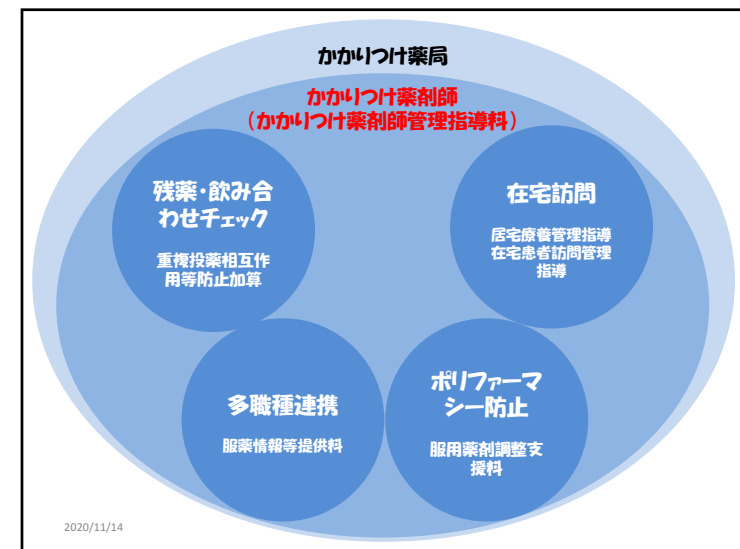 かかりつけ薬局
かかりつけ薬剤師
（かかりつけ薬剤師管理指導料）
残薬・飲み合
わせチェック
重複投薬相互作
用等防止加算
在宅訪問
居宅療養管理指導
在宅患者訪問管理
指導
多職種連携
服薬情報等提供料
ポリファーマ
シー防止
服用薬剤調整支
援料
2020/11/14